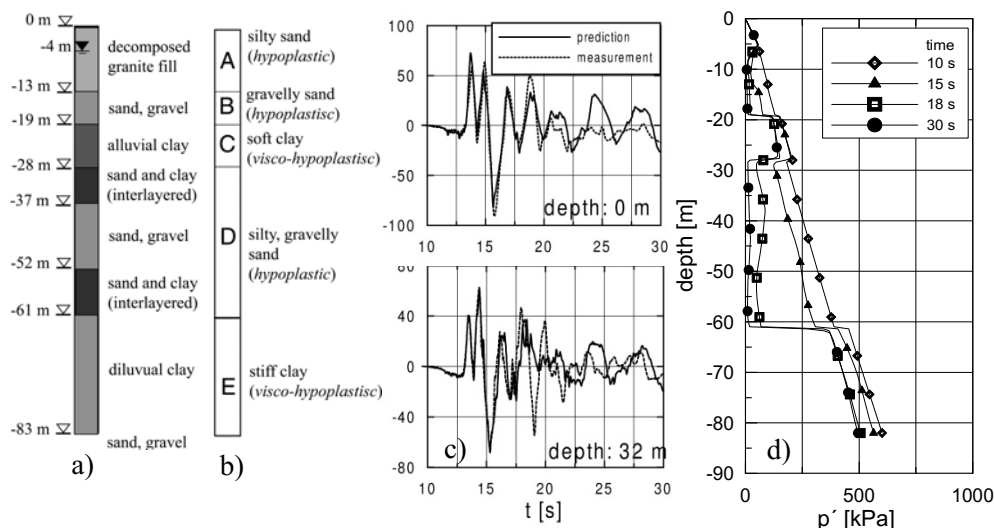 0 m
-4 m
-13 m
-19 m
-28 m
-37 m
-52 m
-61 m
-83 m
decomposed
granite fill
sand, gravel
alluvial clay
sand and clay
(interlayered)
sand, gravel
sand and clay
(interlayered)
diluvual clay
sand, gravel
a)
A
B
C
D
E
b)
silty sand
(hypoplastic)
gravelly sand
(hypoplastisc)
soft clay
(visco-hypoplastisc)
silty, gravelly
sand
(hypoplastic)
stiff clay
(visco-hypoplastisc)
100
50
0
-50
-100
prediction
measurement
depth: 0 m
10 15 20 25 30
80
40
0
-40
-80
c)
depth: 32 m
10 15 20 25 30
t [s]
0
-10
-20
-30
-40
-50
-60
-70
-80
-90
depth [m]
time
10 s
15 s
18 s
30 s
d)
0 500 1000
p´ [kPa]